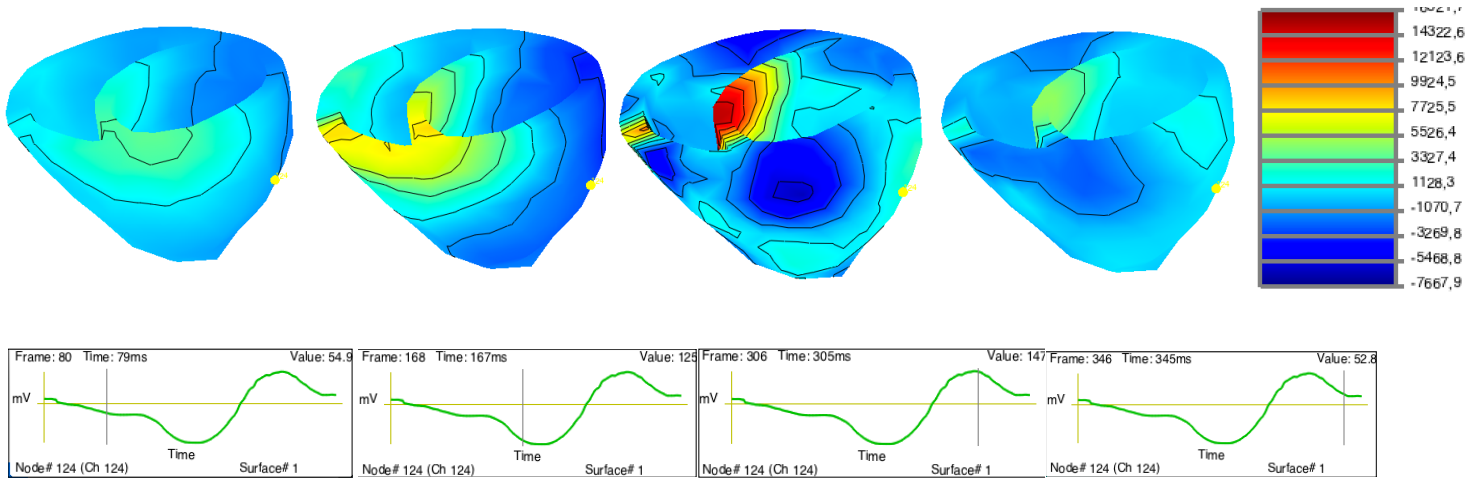 14322,6
12123,6
9924,5
7725,5
5526,4
3327,4
1128,3
-1070,7
-3269,8
-5468,8
-7667,9
Frame: 80 Time: 79ms Value: 54.9
mV
Time
Node# 124 (Ch 124) Surface# 1
Frame: 168 Time: 167ms Value: 125
mV
Time
Node# 124 (Ch 124) Surface# 1
Frame: 306 Time: 305ms Value: 147
mV
Time
Node# 124 (Ch 124) Surface# 1
Frame: 346 Time: 345ms Value: 52.8
mV
Time
Node# 124 (Ch 124) Surface# 1